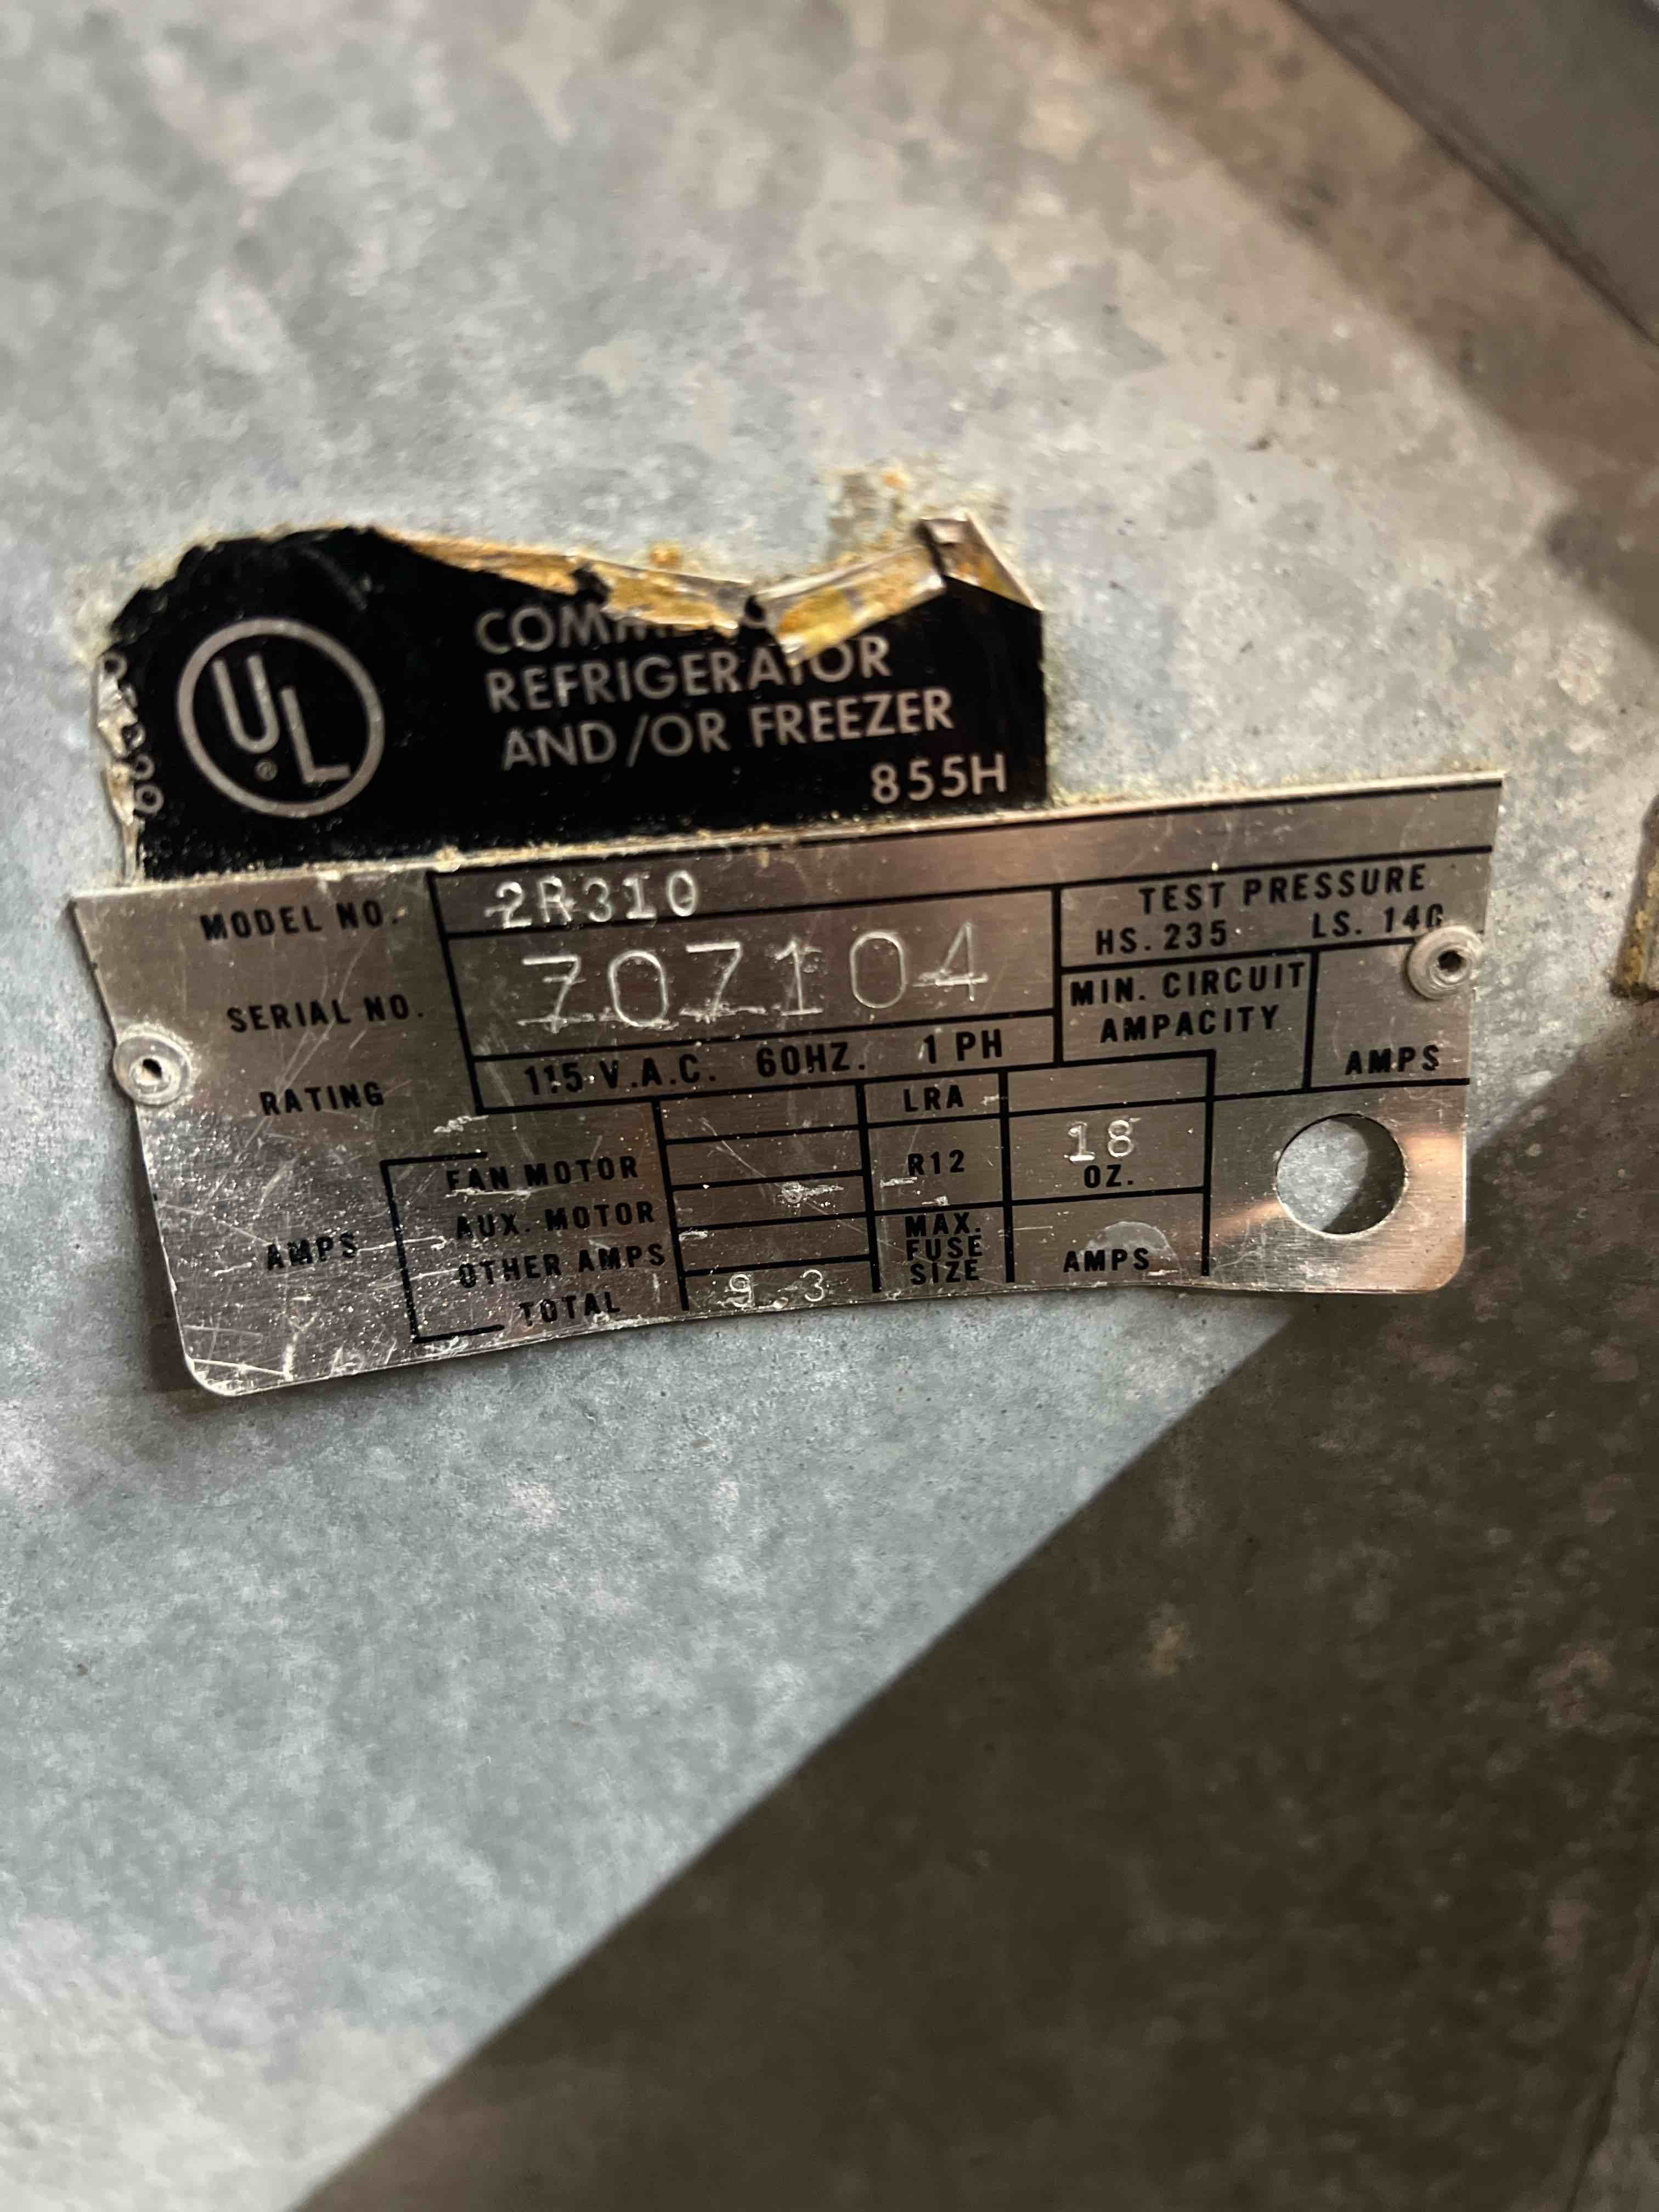 UL
®
REFRIGERATOR
AND/OR FREEZER
855H
MODEL NO. 2R310
SERIAL NO. 707104
RATING 115 V.A.C. 60HZ. 1 PH
TEST PRESSURE
HS. 235 LS. 140
MIN. CIRCUIT
AMPACITY
AMPS
AMPS
FAN MOTOR
AUX. MOTOR
OTHER AMPS
TOTAL 9.3
LRA
R12 18
OZ.
MAX.
FUSE
SIZE
AMPS